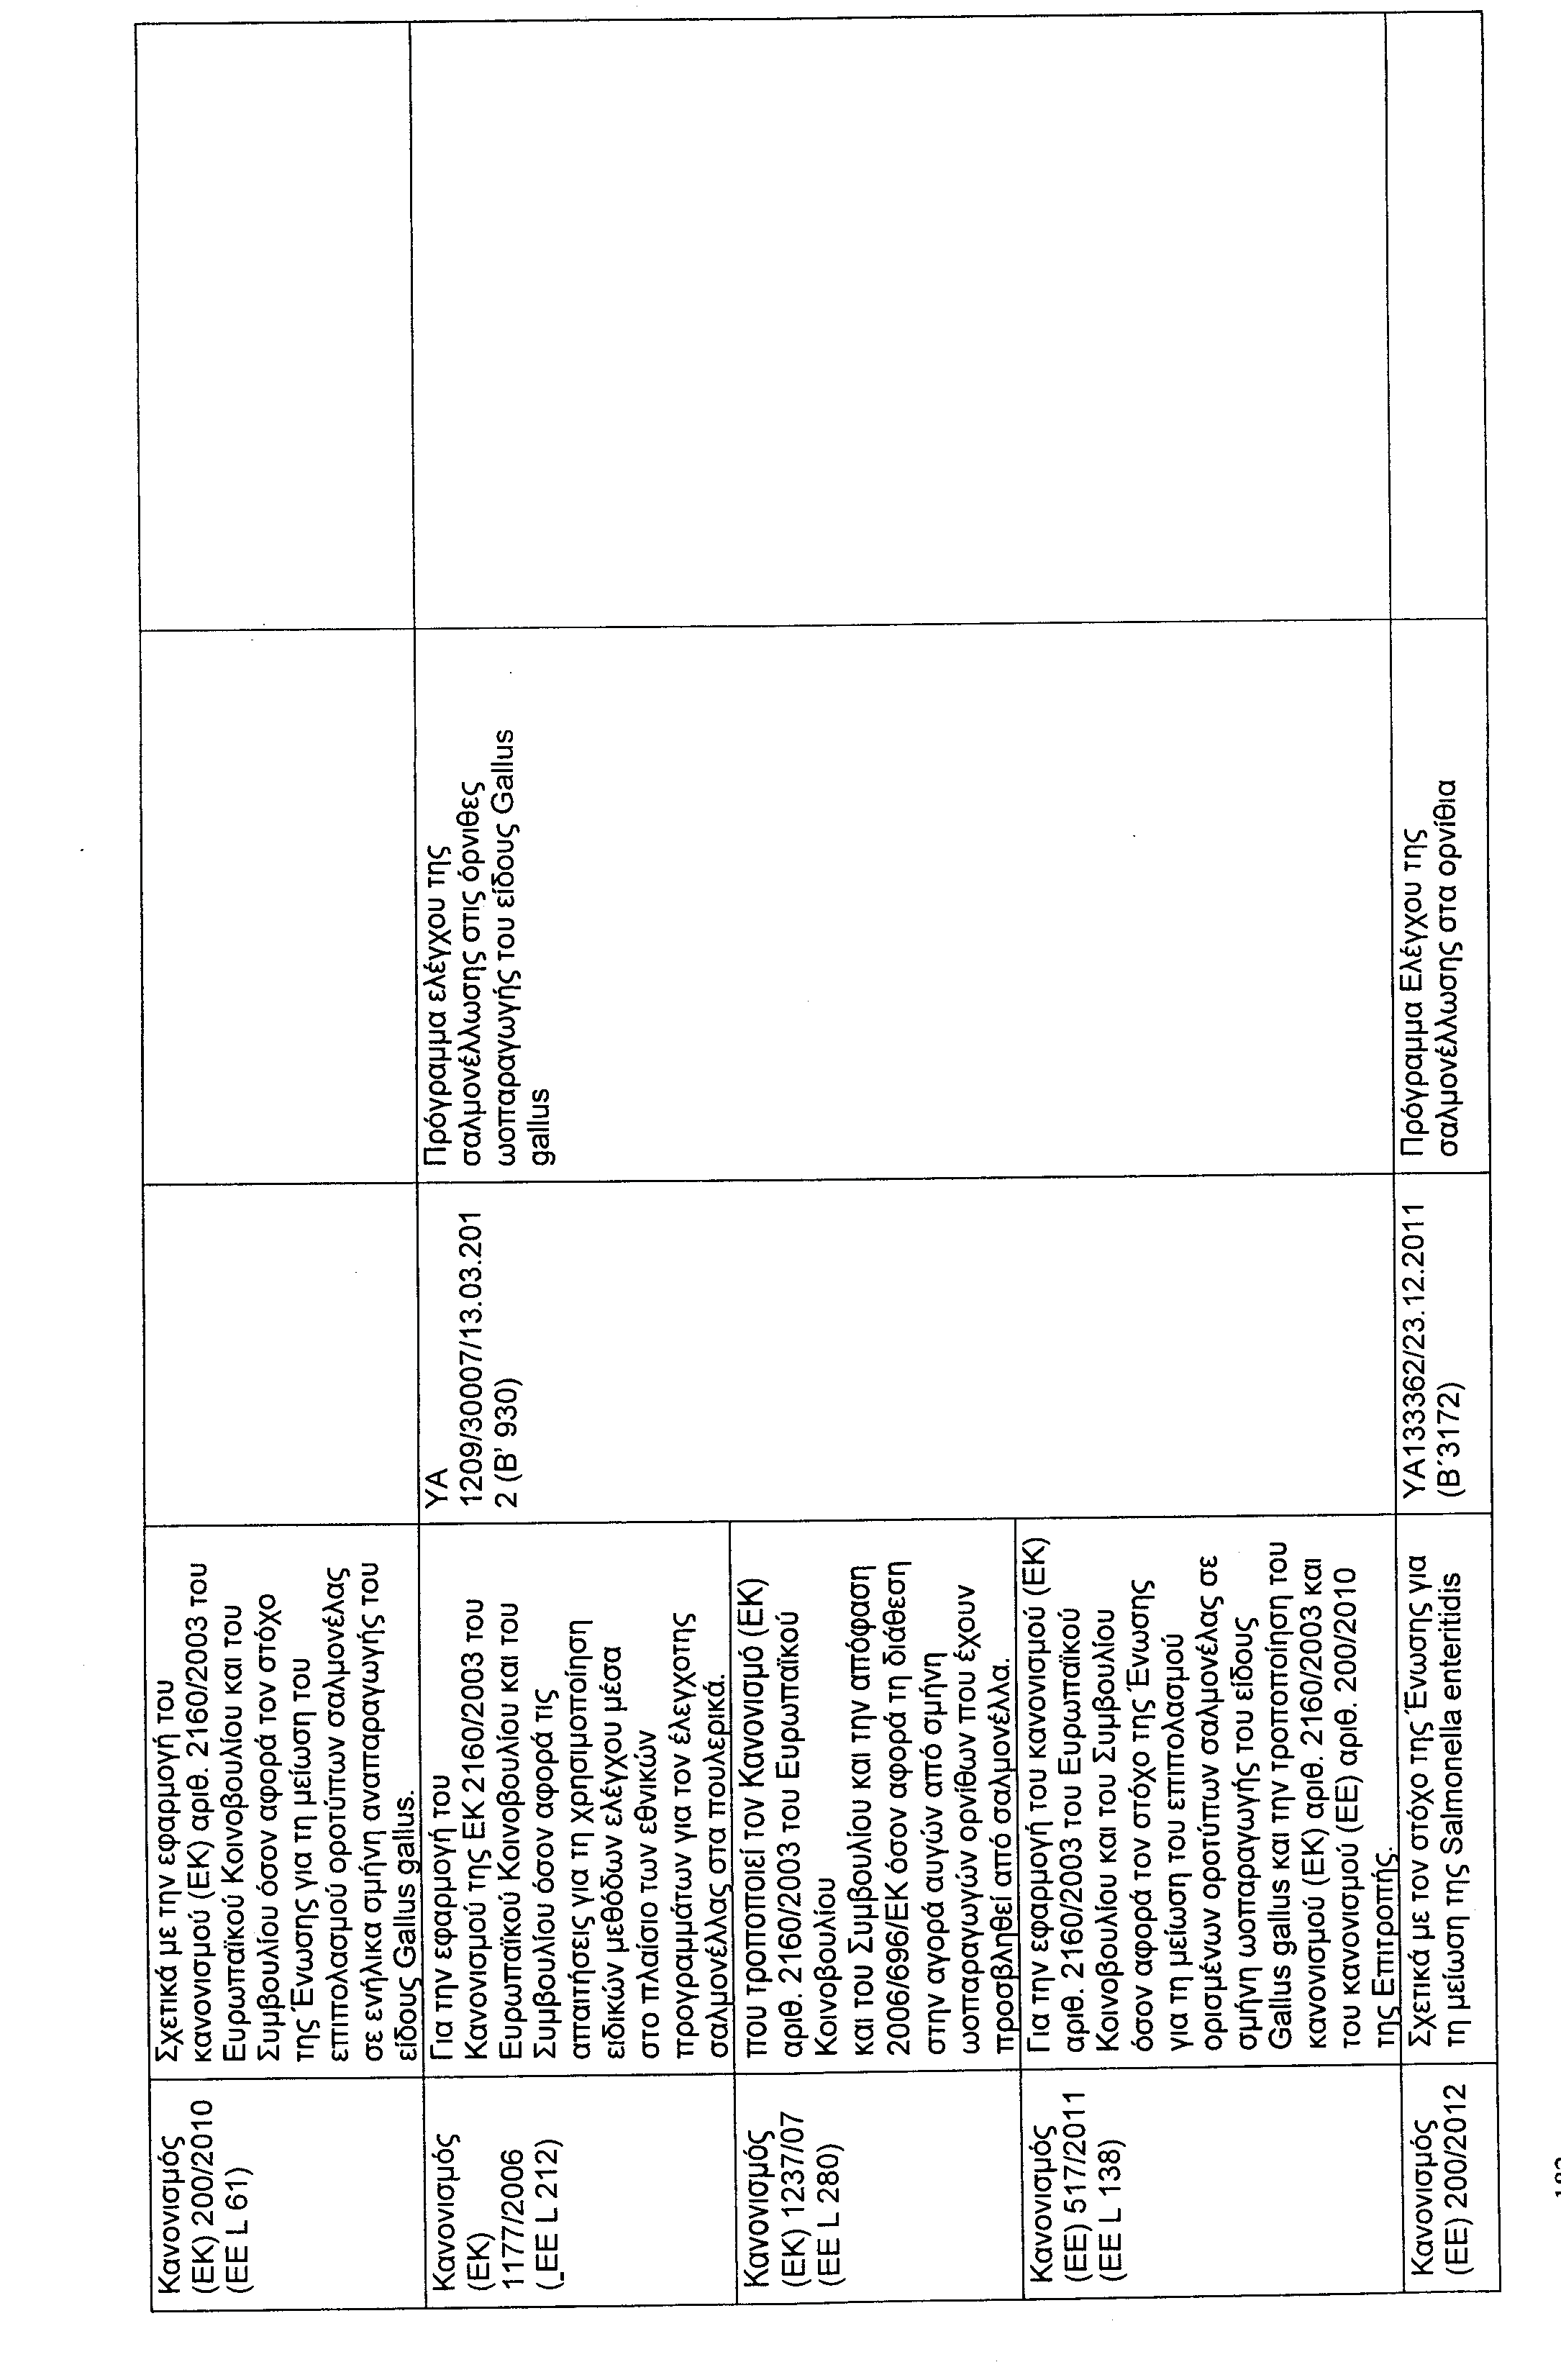 Κανονισμός
(ΕΚ) 200/2010
(ΕΕ L 61)
Σχετικά με την εφαρμογή του
κανονισμού (ΕΚ) αριθ. 2160/2003 του
Ευρωπαϊκού Κοινοβουλίου και του
Συμβουλίου όσον αφορά τον στόχο
της Ένωσης για τη μείωση του
επιπολασμού οροτύπων σαλμονέλας
σε ενήλικα σμήνη αναπαραγωγής του
είδους Gallus gallus.
Κανονισμός
(ΕΚ)
1177/2006
(_ΕΕ L 212)
Για την εφαρμογή του
Κανονισμού της ΕΚ 2160/2003 του
Ευρωπαϊκού Κοινοβουλίου και του
Συμβουλίου όσον αφορά τις
απαιτήσεις για τη χρησιμοποίηση
ειδικών μεθόδων ελέγχου μέσα
στο πλαίσιο των εθνικών
προγραμμάτων για τον έλεγχοτης
σαλμονέλλας στα πουλερικά.
ΥΑ
1209/30007/13.03.201
2 (Β' 930)
Πρόγραμμα ελέγχου της
σαλμονέλλωσης στις όρνιθες
ωοπαραγωγής του είδους Gallus
gallus
Κανονισμός
(ΕΚ) 1237/07
(ΕΕ L 280)
που τροποποιεί τον Κανονισμό (ΕΚ)
αριθ. 2160/2003 του Ευρωπαϊκού
Κοινοβουλίου
και του Συμβουλίου και την απόφαση
2006/696/ΕΚ όσον αφορά τη διάθεση
στην αγορά αυγών από σμήνη
ωοπαραγωγών ορνίθων που έχουν
προσβληθεί από σαλμονέλλα.
Κανονισμός
(ΕΕ) 517/2011
(ΕΕ L 138)
Για την εφαρμογή του κανονισμού (ΕΚ)
αριθ. 2160/2003 του Ευρωπαϊκού
Κοινοβουλίου και του Συμβουλίου
όσον αφορά τον στόχο της Ένωσης
για τη μείωση του επιπολασμού
ορισμένων οροτύπων σαλμονέλας σε
σμήνη ωοπαραγωγής του είδους
Gallus gallus και την τροποποίηση του
κανονισμού (ΕΚ) αριθ. 2160/2003 και
του κανονισμού (ΕΕ) αριθ. 200/2010
της Επιτροπής.
Κανονισμός
(ΕΕ) 200/2012
Σχετικά με τον στόχο της Ένωσης για
τη μείωση της Salmonella enteritidis
ΥΑ133362/23.12.2011
(Β΄3172)
Πρόγραμμα Ελέγχου της
σαλμονέλλωσης στα ορνίθια